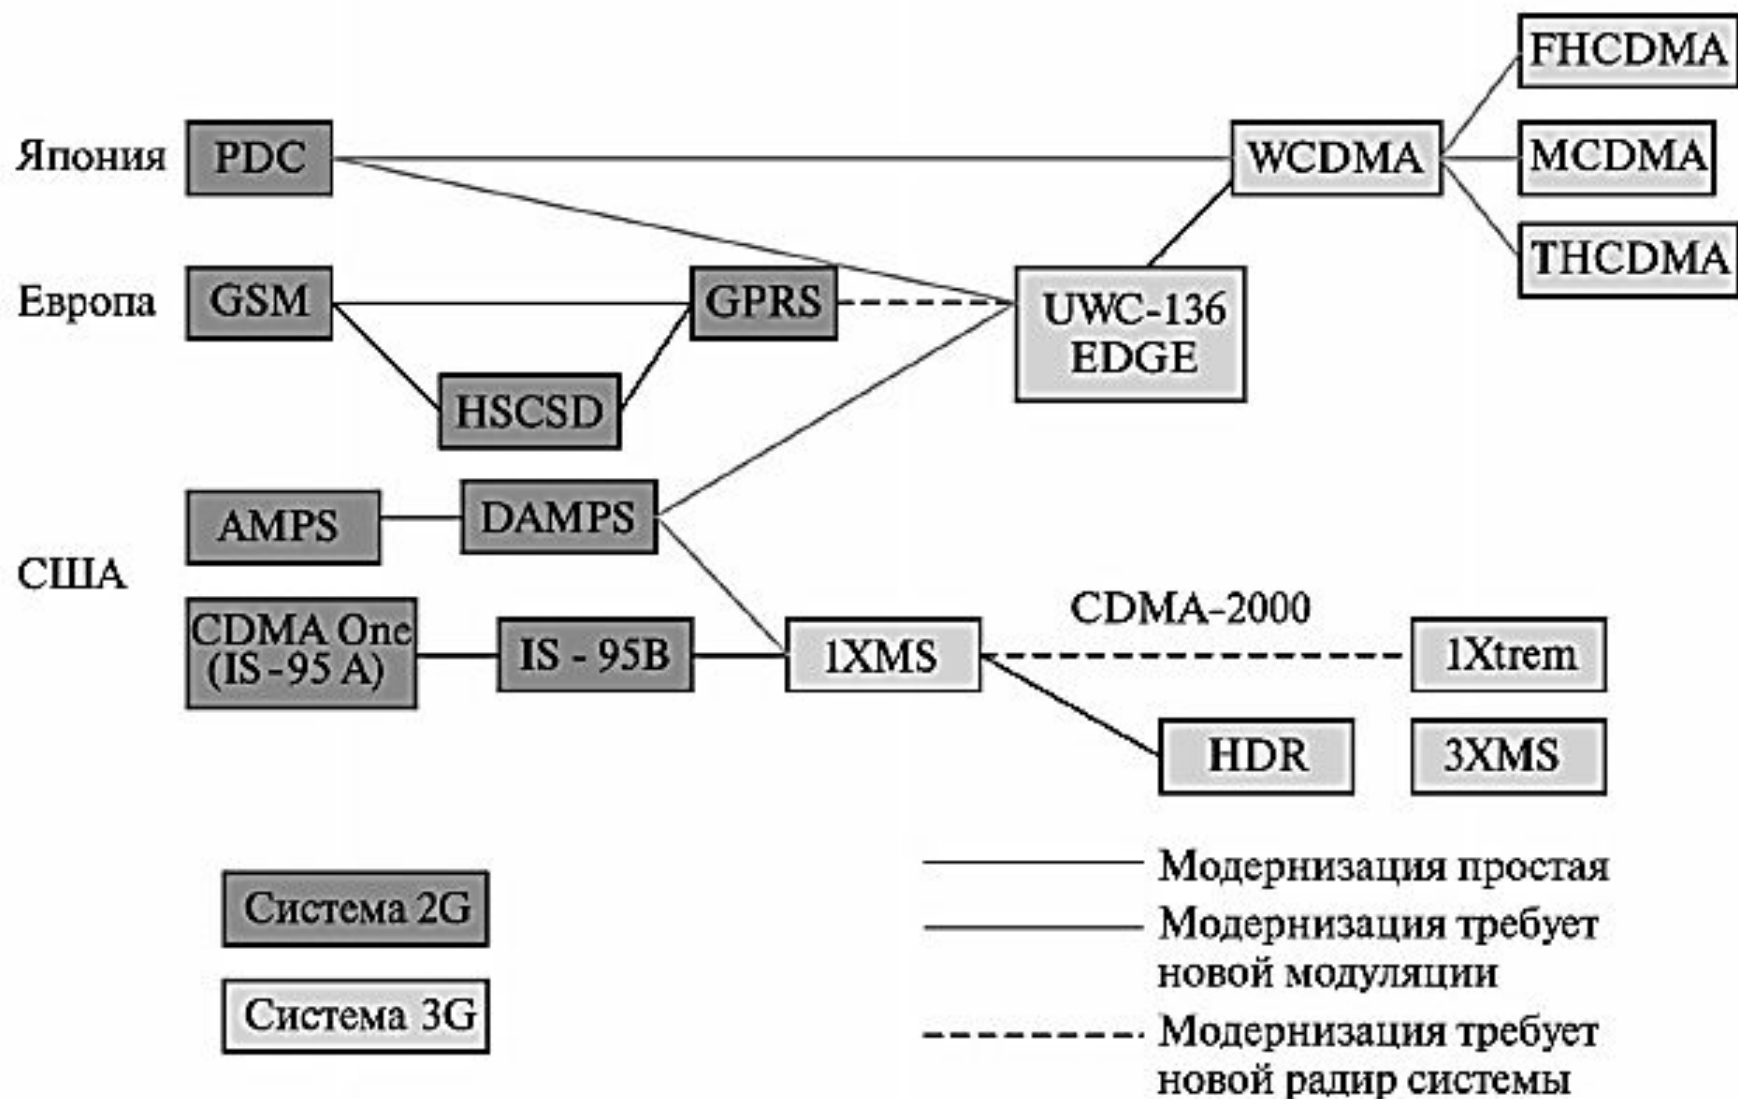 FHCDMA
Япония
PDC
WCDMA
MCDMA
THCDMA
Европа
GSM
GPRS
UWC-136
EDGE
HSCSD
AMPS
DAMPS
США
CDMA One
(IS-95 A)
IS - 95B
1XMS
CDMA-2000
1Xtrem
HDR
3XMS
Система 2G
Система 3G
Модернизация простая
Модернизация требует
новой модуляции
Модернизация требует
новой радир системы